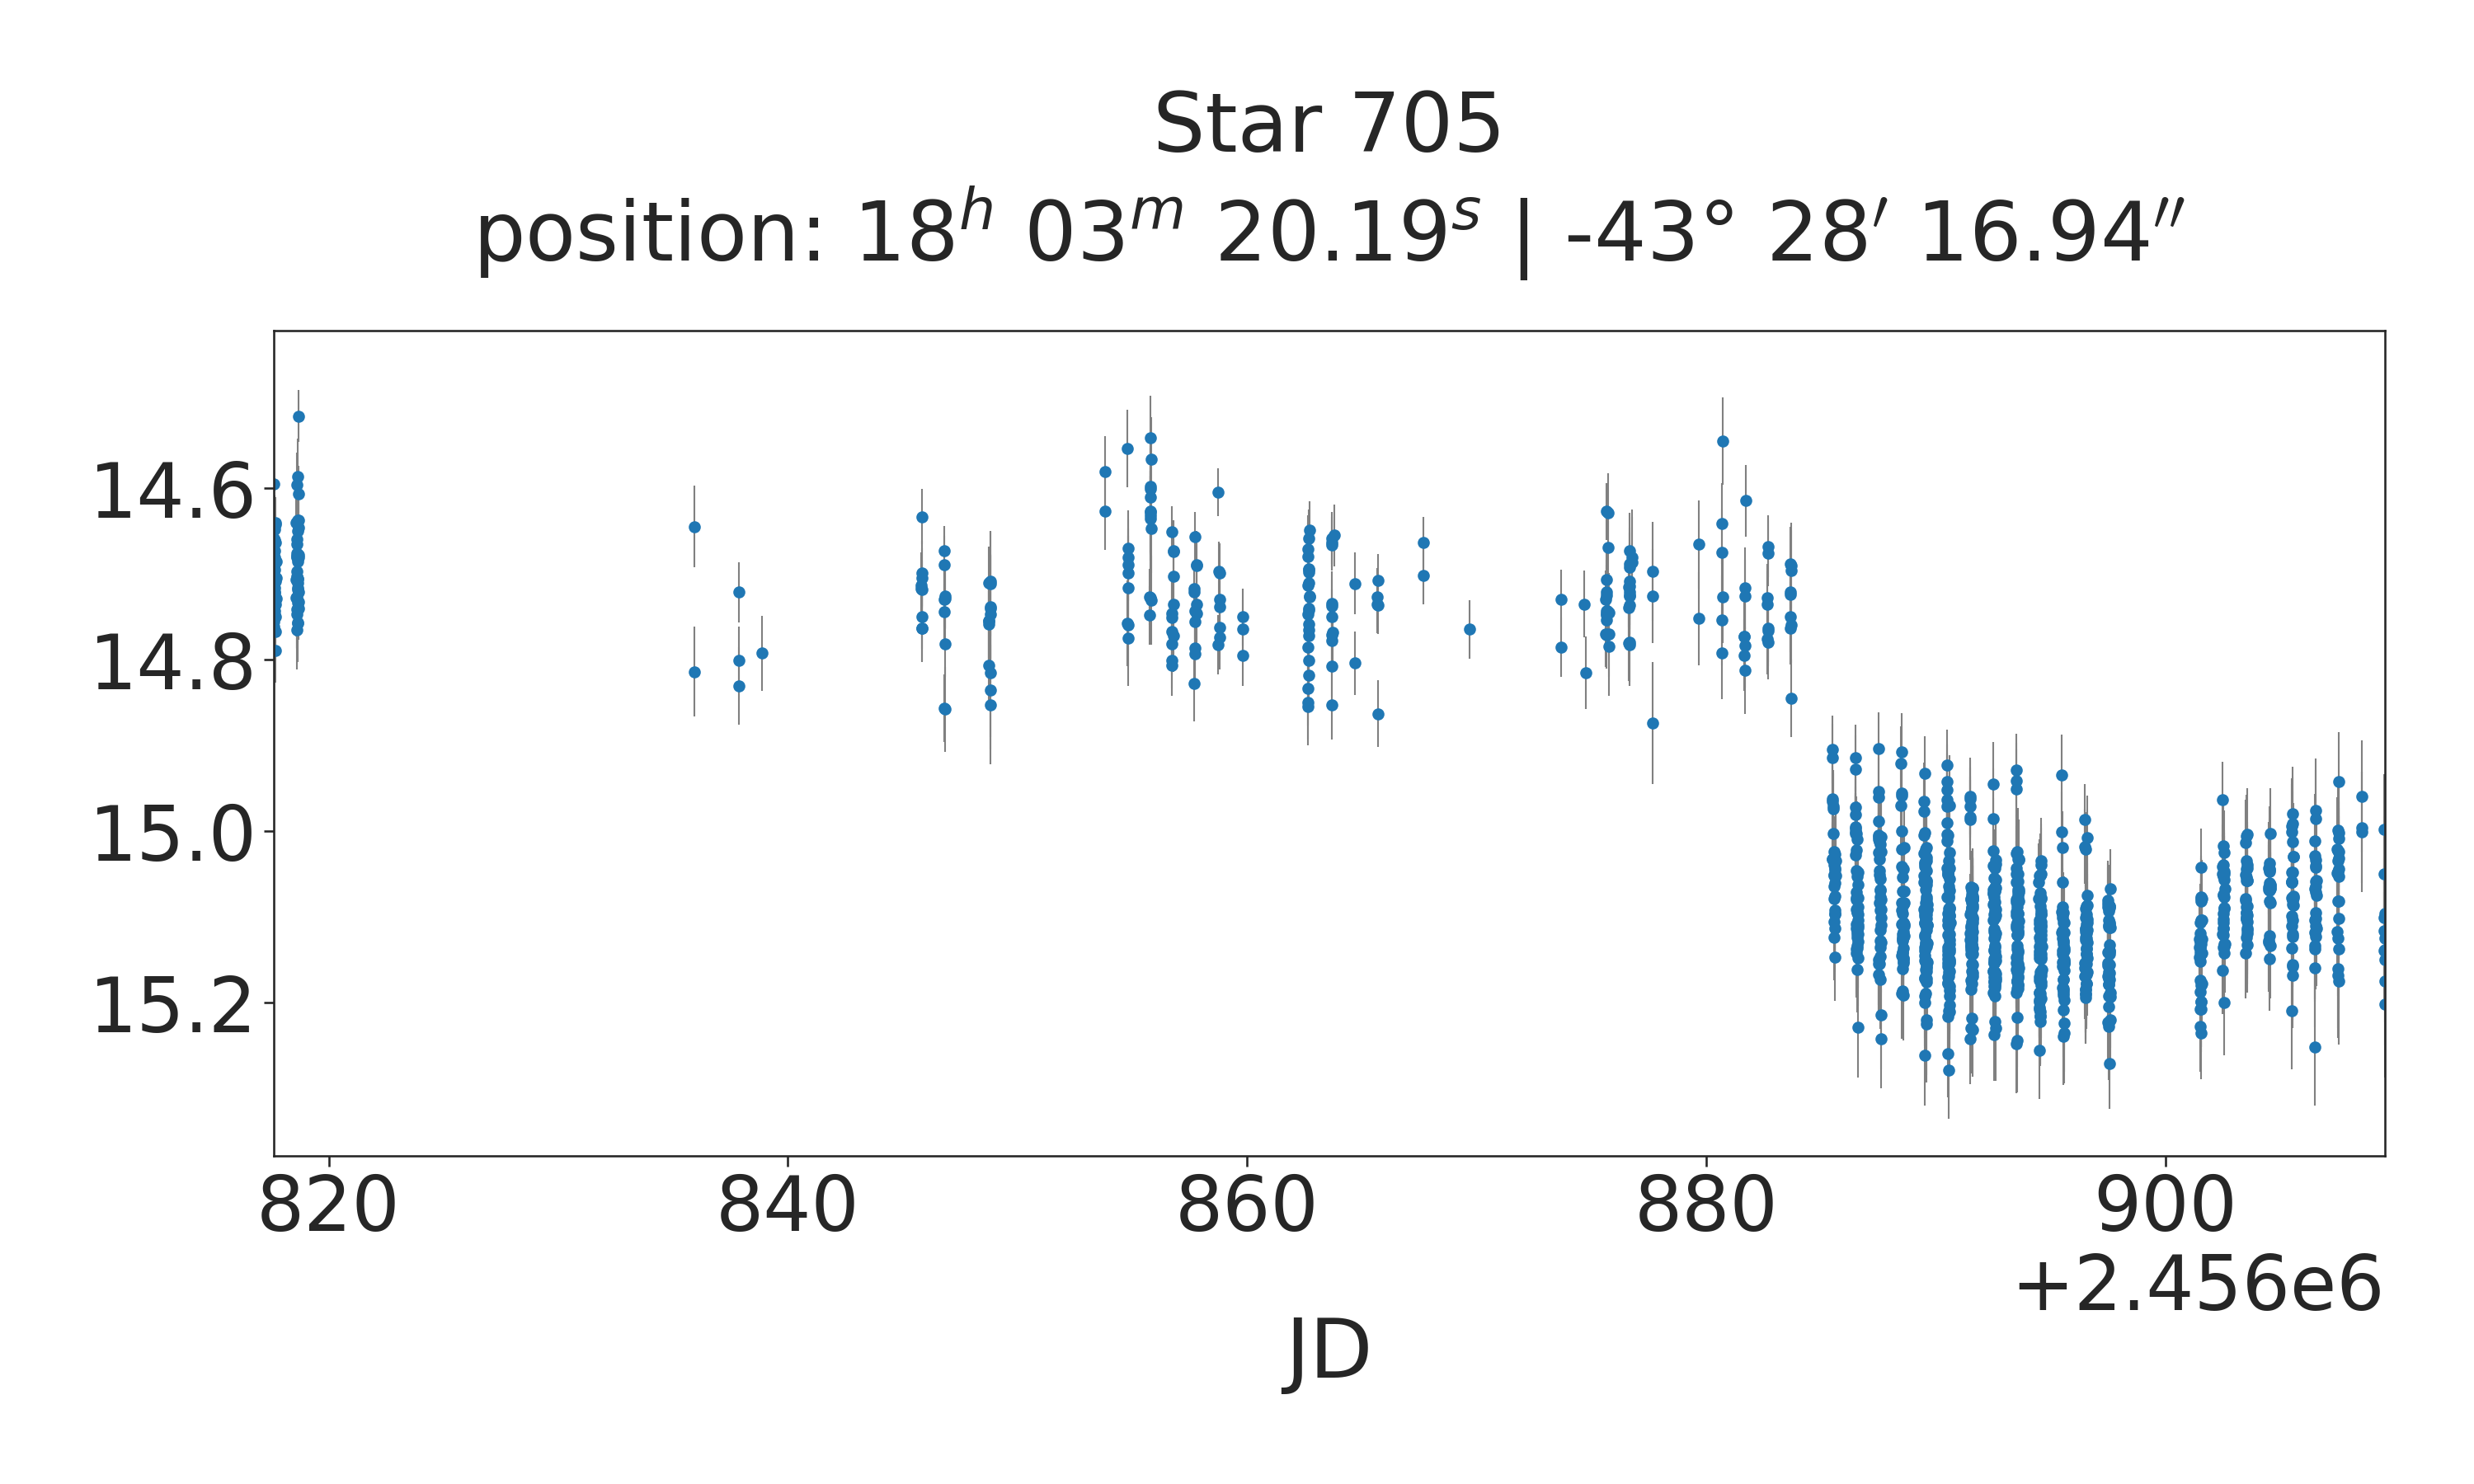 Star 705
position: 18ʰ 03ᵐ 20.19ˢ | -43° 28′ 16.94′′
14.6
14.8
15.0
15.2
820 840 860 880 900
+2.456e6
JD